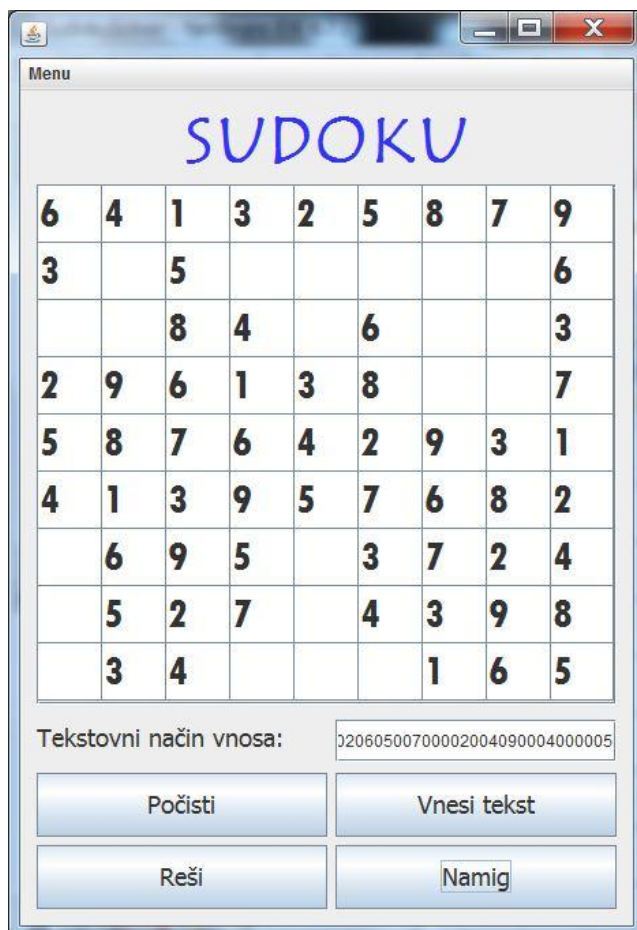 X
Menu
SUDOKU
6 4 1 3 2 5 8 7 9
3 5 6
8 4 6 3
2 9 6 1 3 8 7
5 8 7 6 4 2 9 3 1
4 1 3 9 5 7 6 8 2
6 9 5 3 7 2 4
5 2 7 4 3 9 8
3 4 1 6 5
Tekstovni način vnosa: 02060500700002004090004000005
Počisti Vnesi tekst
Reši Namig